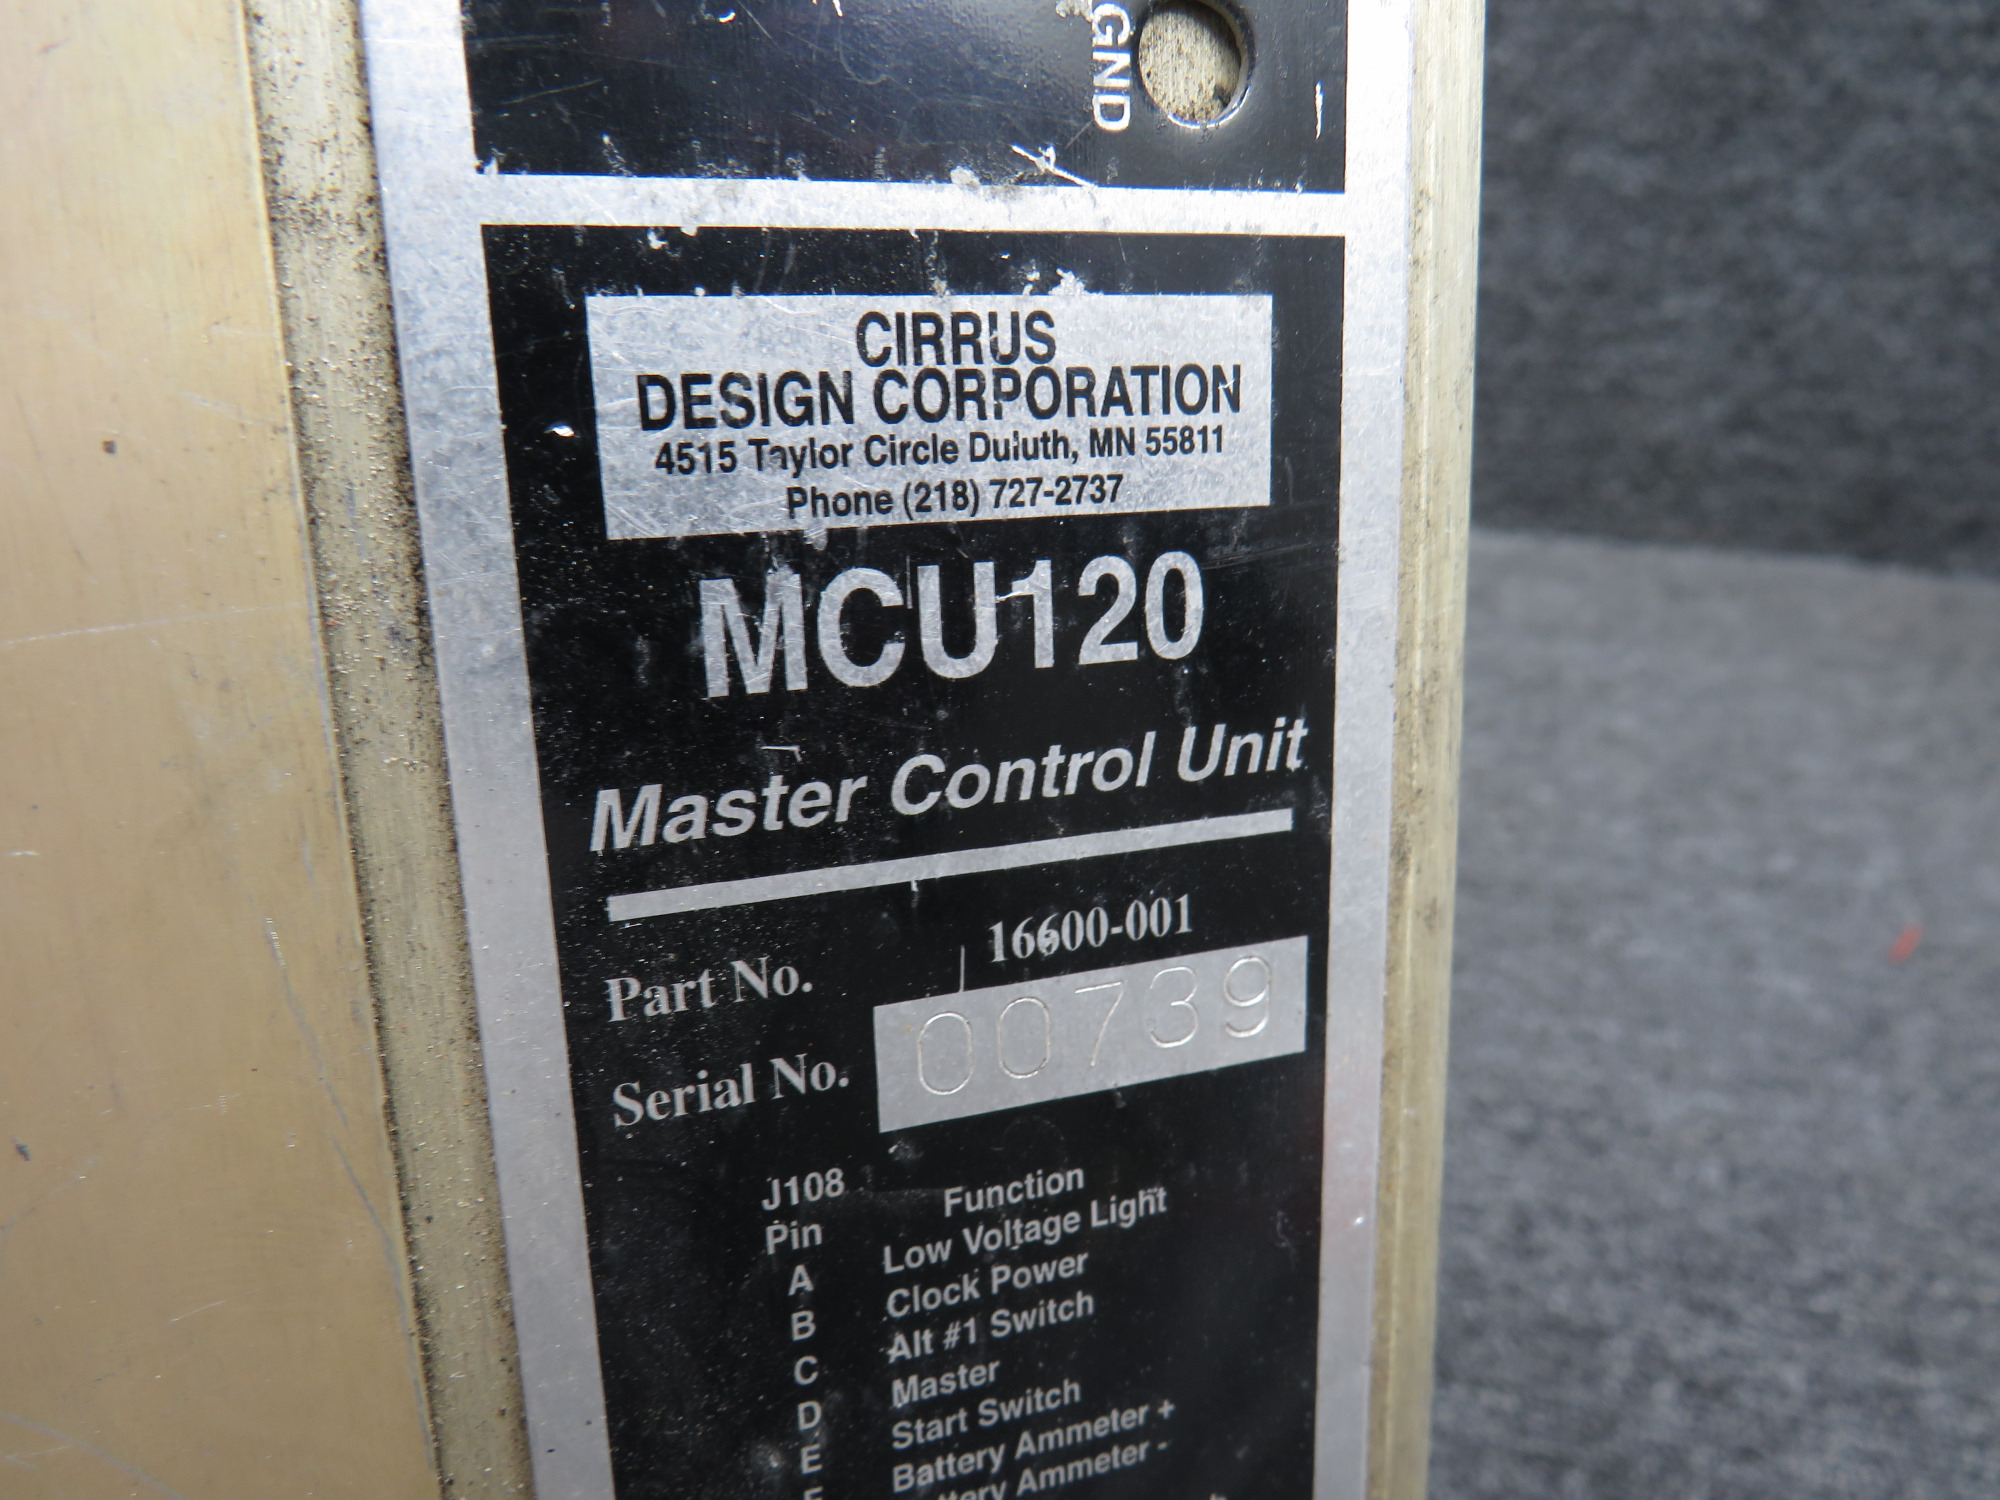 GND
CIRRUS
DESIGN CORPORATION
4515 Taylor Circle Duluth, MN 55811
Phone (218) 727-2737
MCU120
Master Control Unit
Part No. 16600-001
Serial No. 00739
J108
Pin Function
A Low Voltage Light
B Clock Power
C Alt #1 Switch
D Master
E Start Switch
Battery Ammeter +
Ammeter -